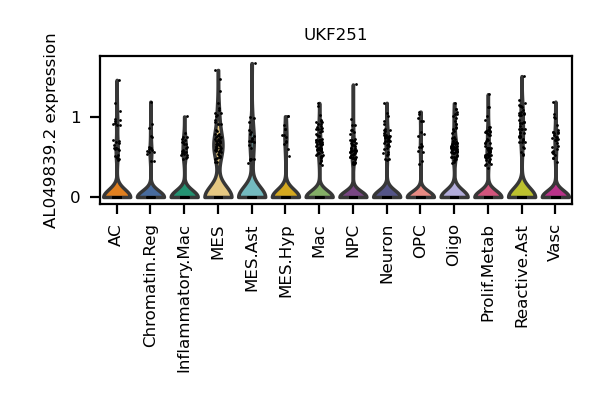 UKF251
AL049839.2 expression
1
0
AC
Chromatin.Reg
Inflammatory.Mac
MES
MES.Ast
MES.Hyp
Mac
NPC
Neuron
OPC
Oligo
Prolif.Metab
Reactive.Ast
Vasc